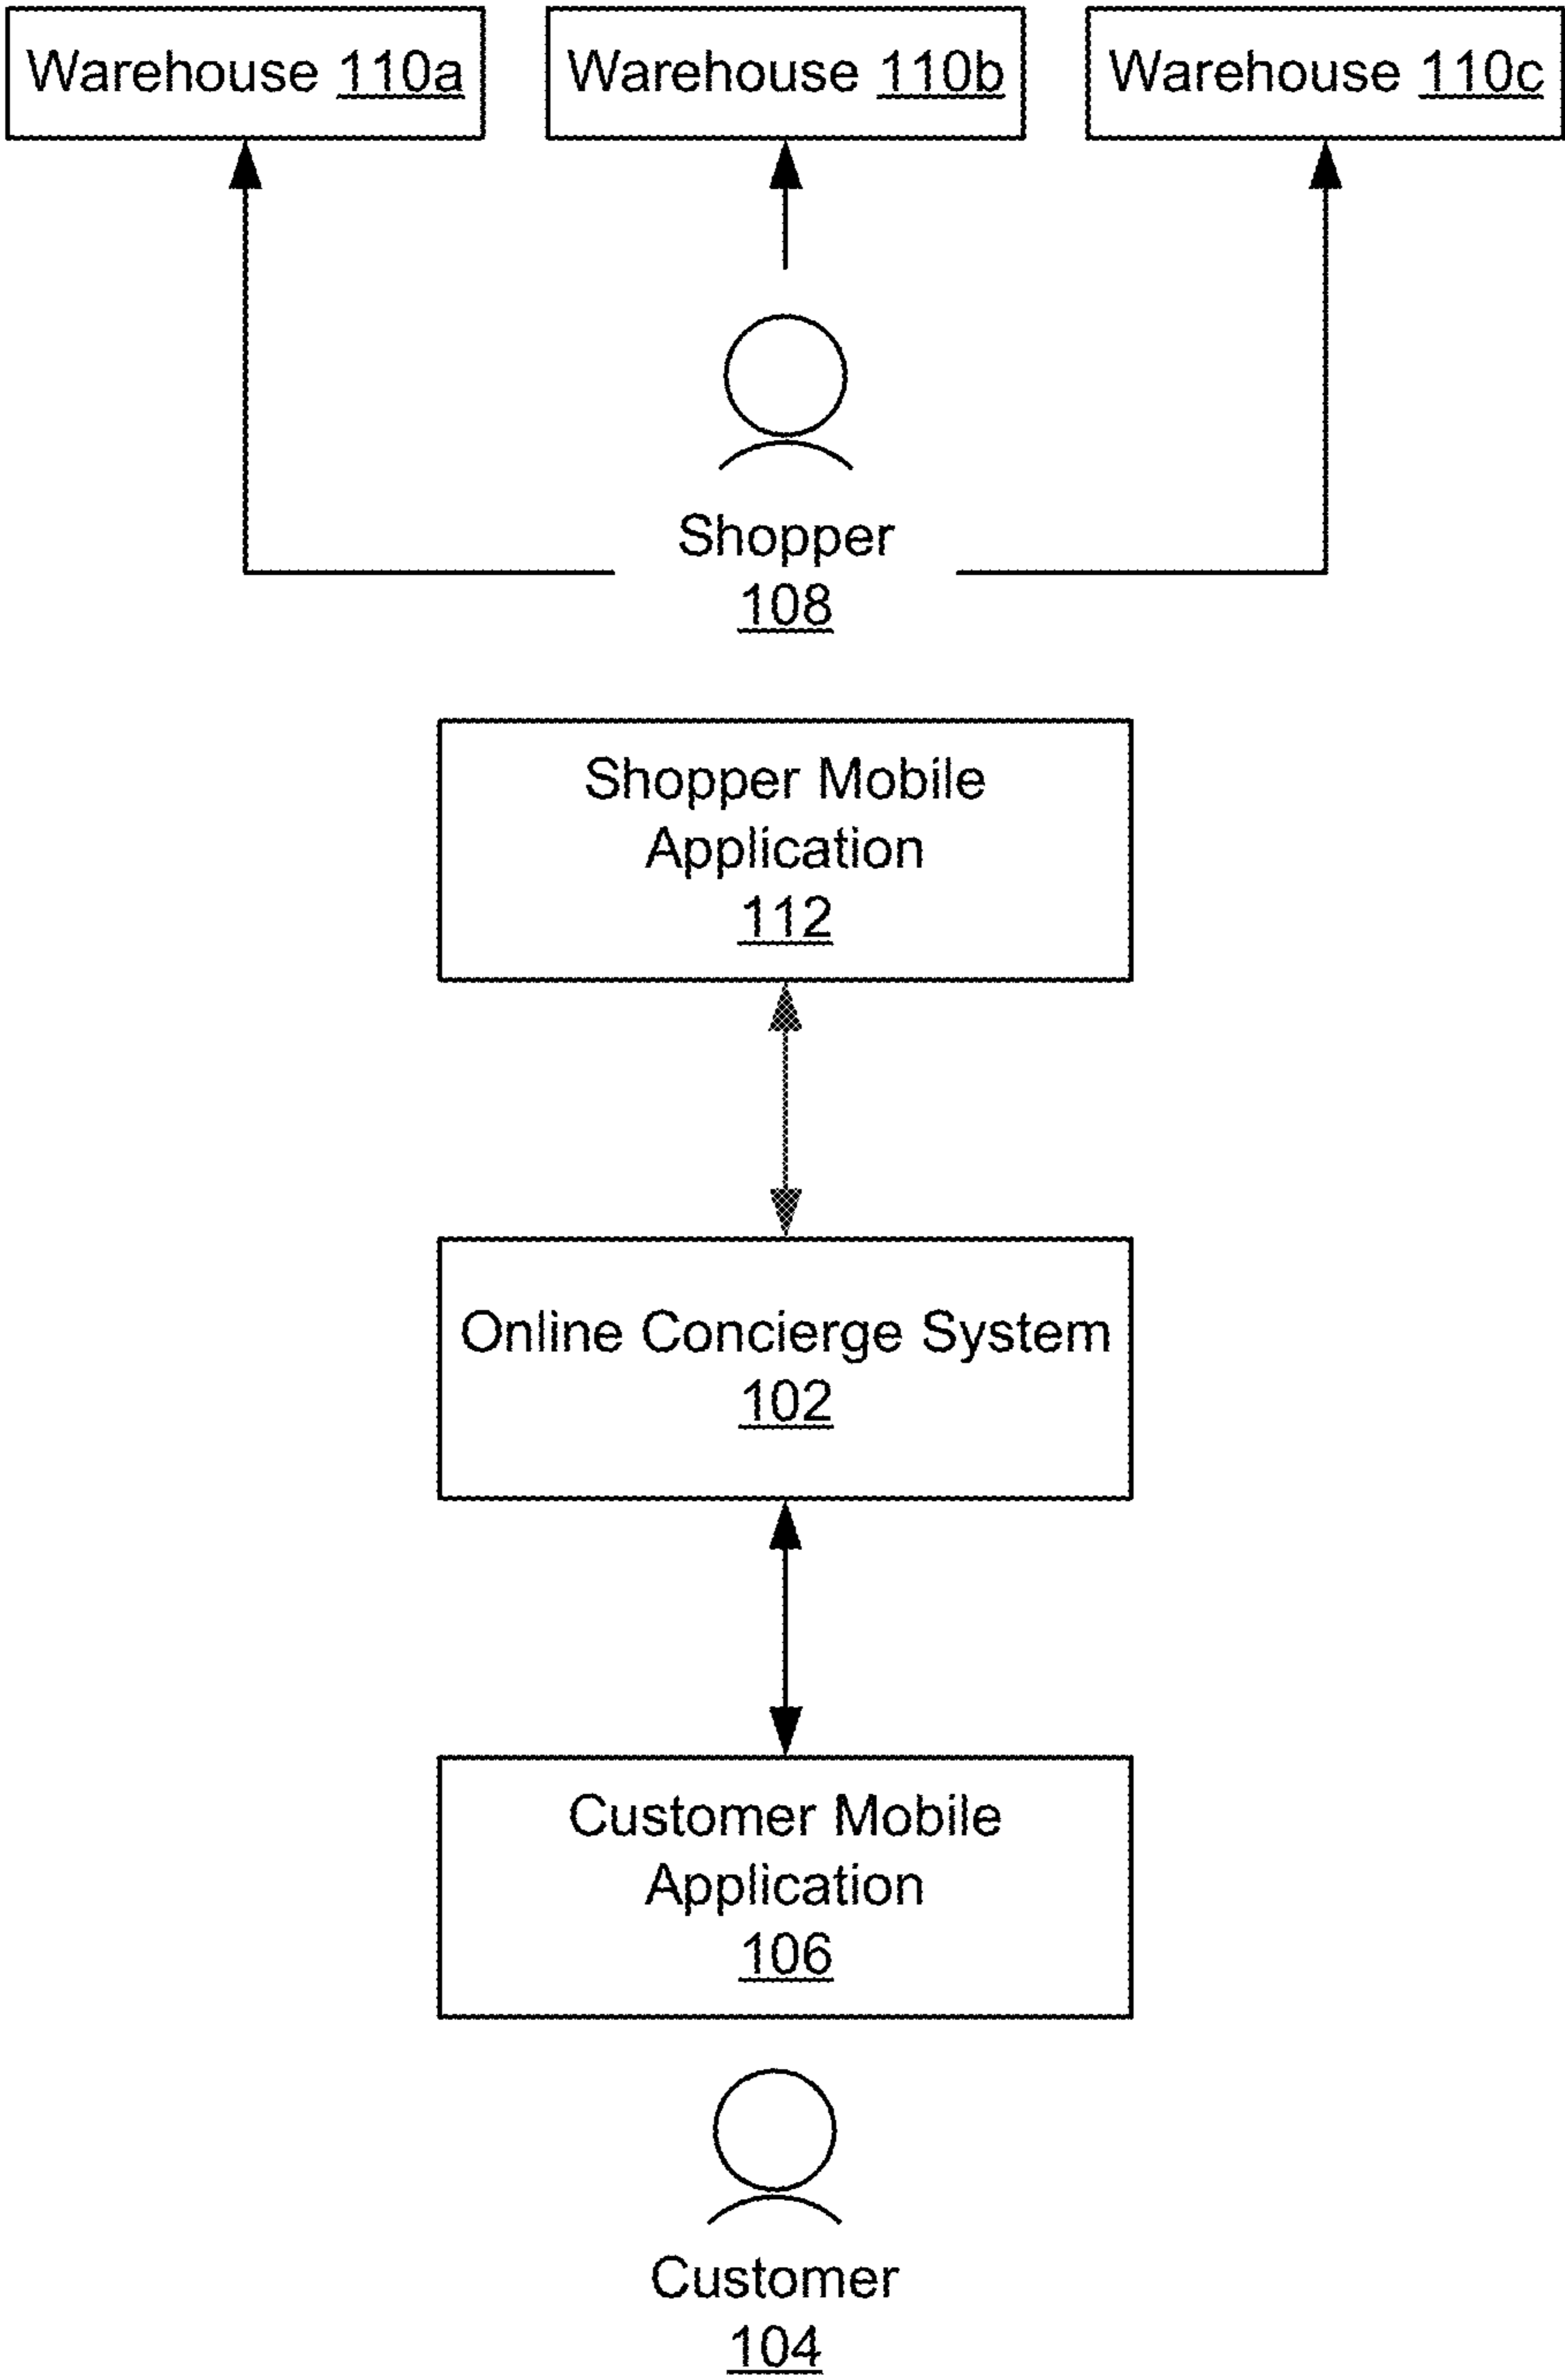 Warehouse 110a
Warehouse 110b
Warehouse 110c
Shopper
108
Shopper Mobile
Application
112
Online Concierge System
102
Customer Mobile
Application
106
Customer
104